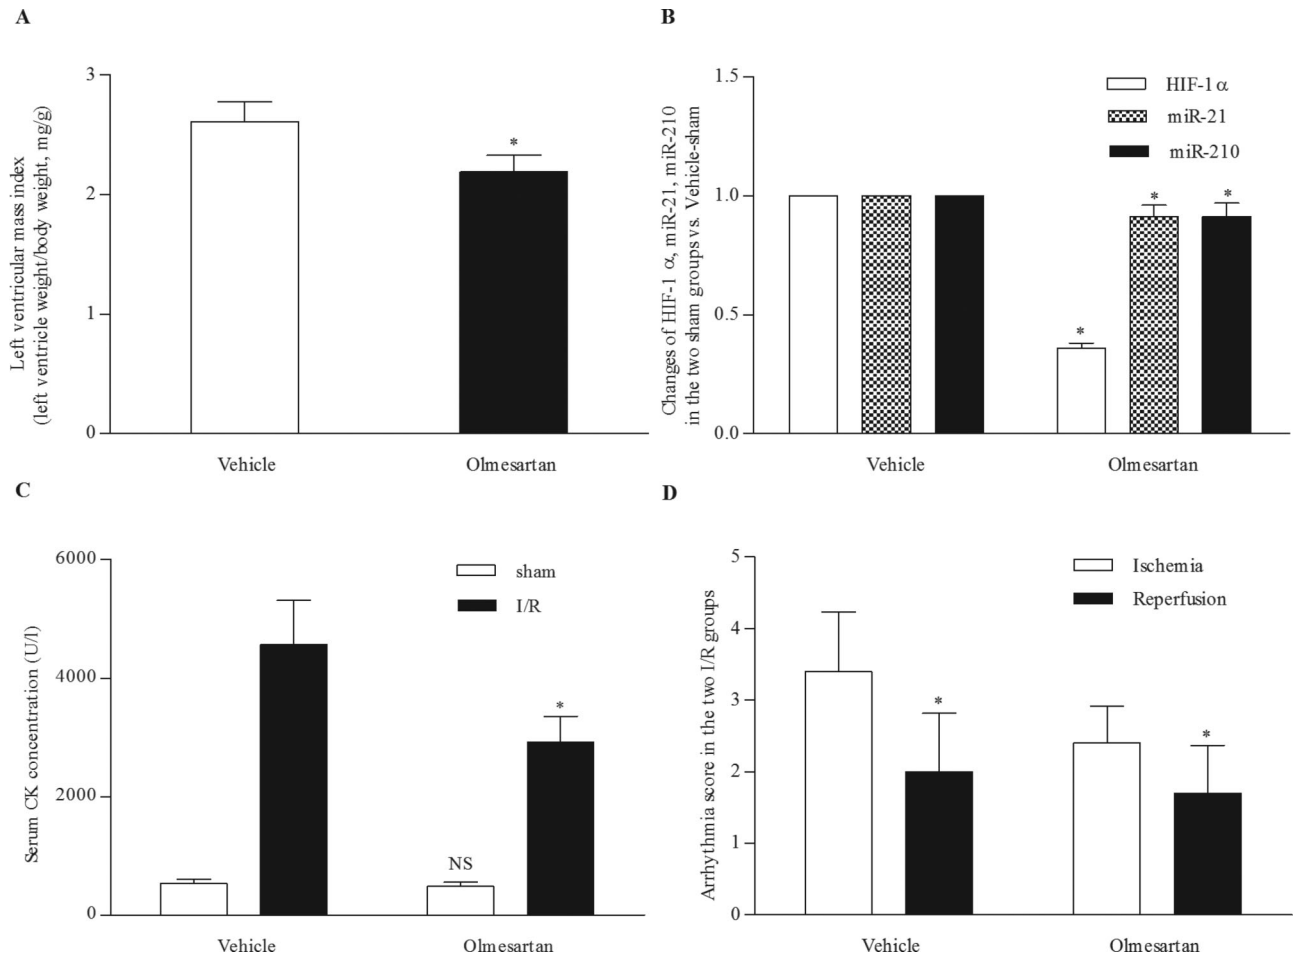 A
Left ventricular mass index
(left ventricle weight/body weight, mg/g)
3
2
1
0
*
Vehicle
Olmesartan
B
Changes of HIF-1 α, miR-21, miR-210
in the two sham groups vs. Vehicle-sham
1.5
1.0
0.5
0.0
HIF-1α
miR-21
miR-210
*
*
*
Vehicle
Olmesartan
C
Serum CK concentration (U/l)
6000
4000
2000
0
sham
I/R
NS
*
Vehicle
Olmesartan
D
Arrhythmia score in the two I/R groups
5
4
3
2
1
0
Ischemia
Reperfusion
*
*
Vehicle
Olmesartan